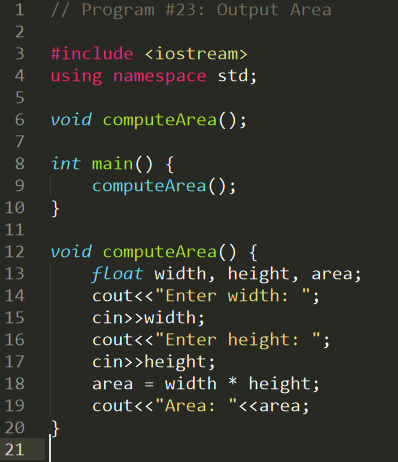 1 // Program #23: Output Area
2
3 #include <iostream>
4 using namespace std;
5
6 void computeArea();
7
8 int main() {
9     computeArea();
10 }
11
12 void computeArea() {
13     float width, height, area;
14     cout<<"Enter width: ";
15     cin>>width;
16     cout<<"Enter height: ";
17     cin>>height;
18     area = width * height;
19     cout<<"Area: "<<area;
20 }
21